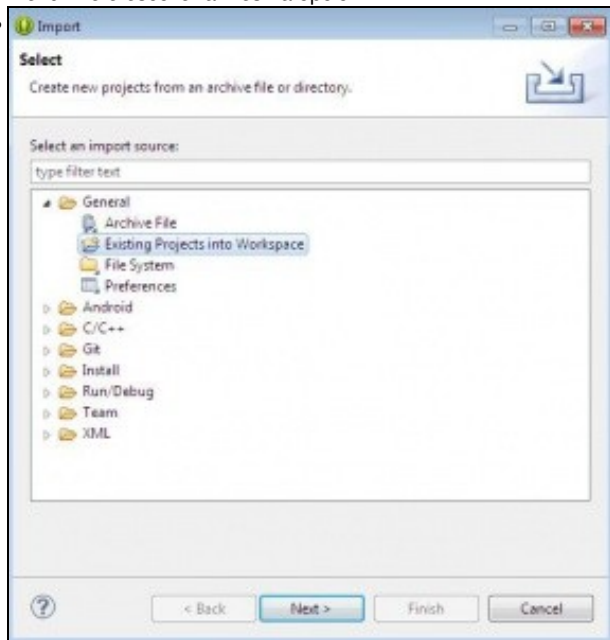 Import
Select
Create new projects from an archive file or directory.
Select an import source:
type filter text
General
Archive File
Existing Projects into Workspace
File System
Preferences
Android
C/C++
Git
Install
Run/Debug
Team
XML
?
< Back Next > Finish Cancel